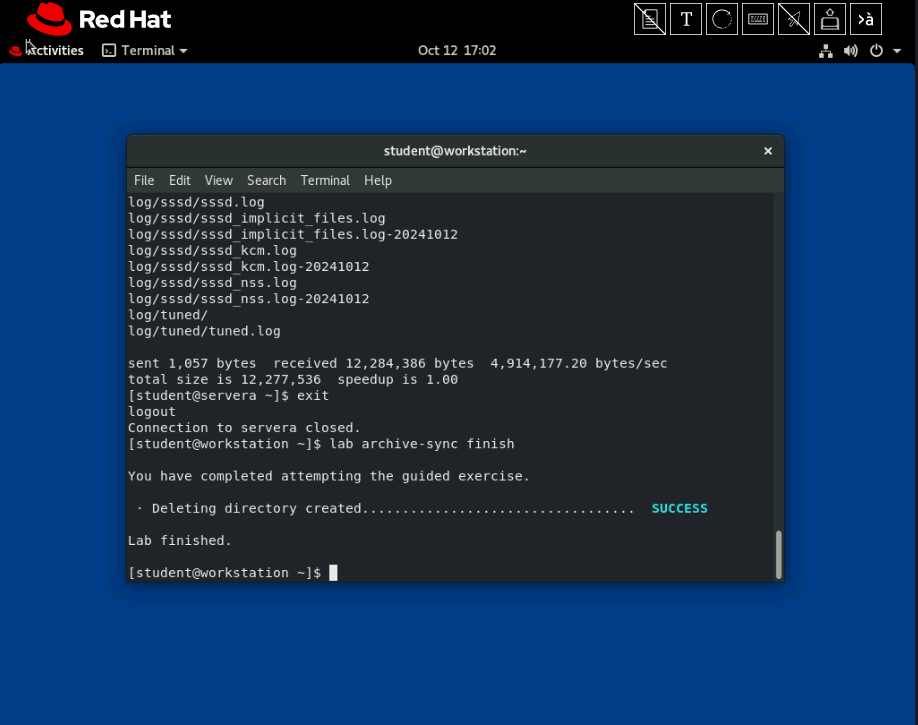 Red Hat
T
>à
Activities Terminal Oct 12 17:02
student@workstation:~ ×
File Edit View Search Terminal Help
log/sssd/sssd.log
log/sssd/sssd_implicit_files.log
log/sssd/sssd_implicit_files.log-20241012
log/sssd/sssd_kcm.log
log/sssd/sssd_kcm.log-20241012
log/sssd/sssd_nss.log
log/sssd/sssd_nss.log-20241012
log/tuned/
log/tuned/tuned.log
sent 1,057 bytes  received 12,284,386 bytes  4,914,177.20 bytes/sec
total size is 12,277,536  speedup is 1.00
[student@servera ~]$ exit
logout
Connection to servera closed.
[student@workstation ~]$ lab archive-sync finish
You have completed attempting the guided exercise.
· Deleting directory created.................................. SUCCESS
Lab finished.
[student@workstation ~]$